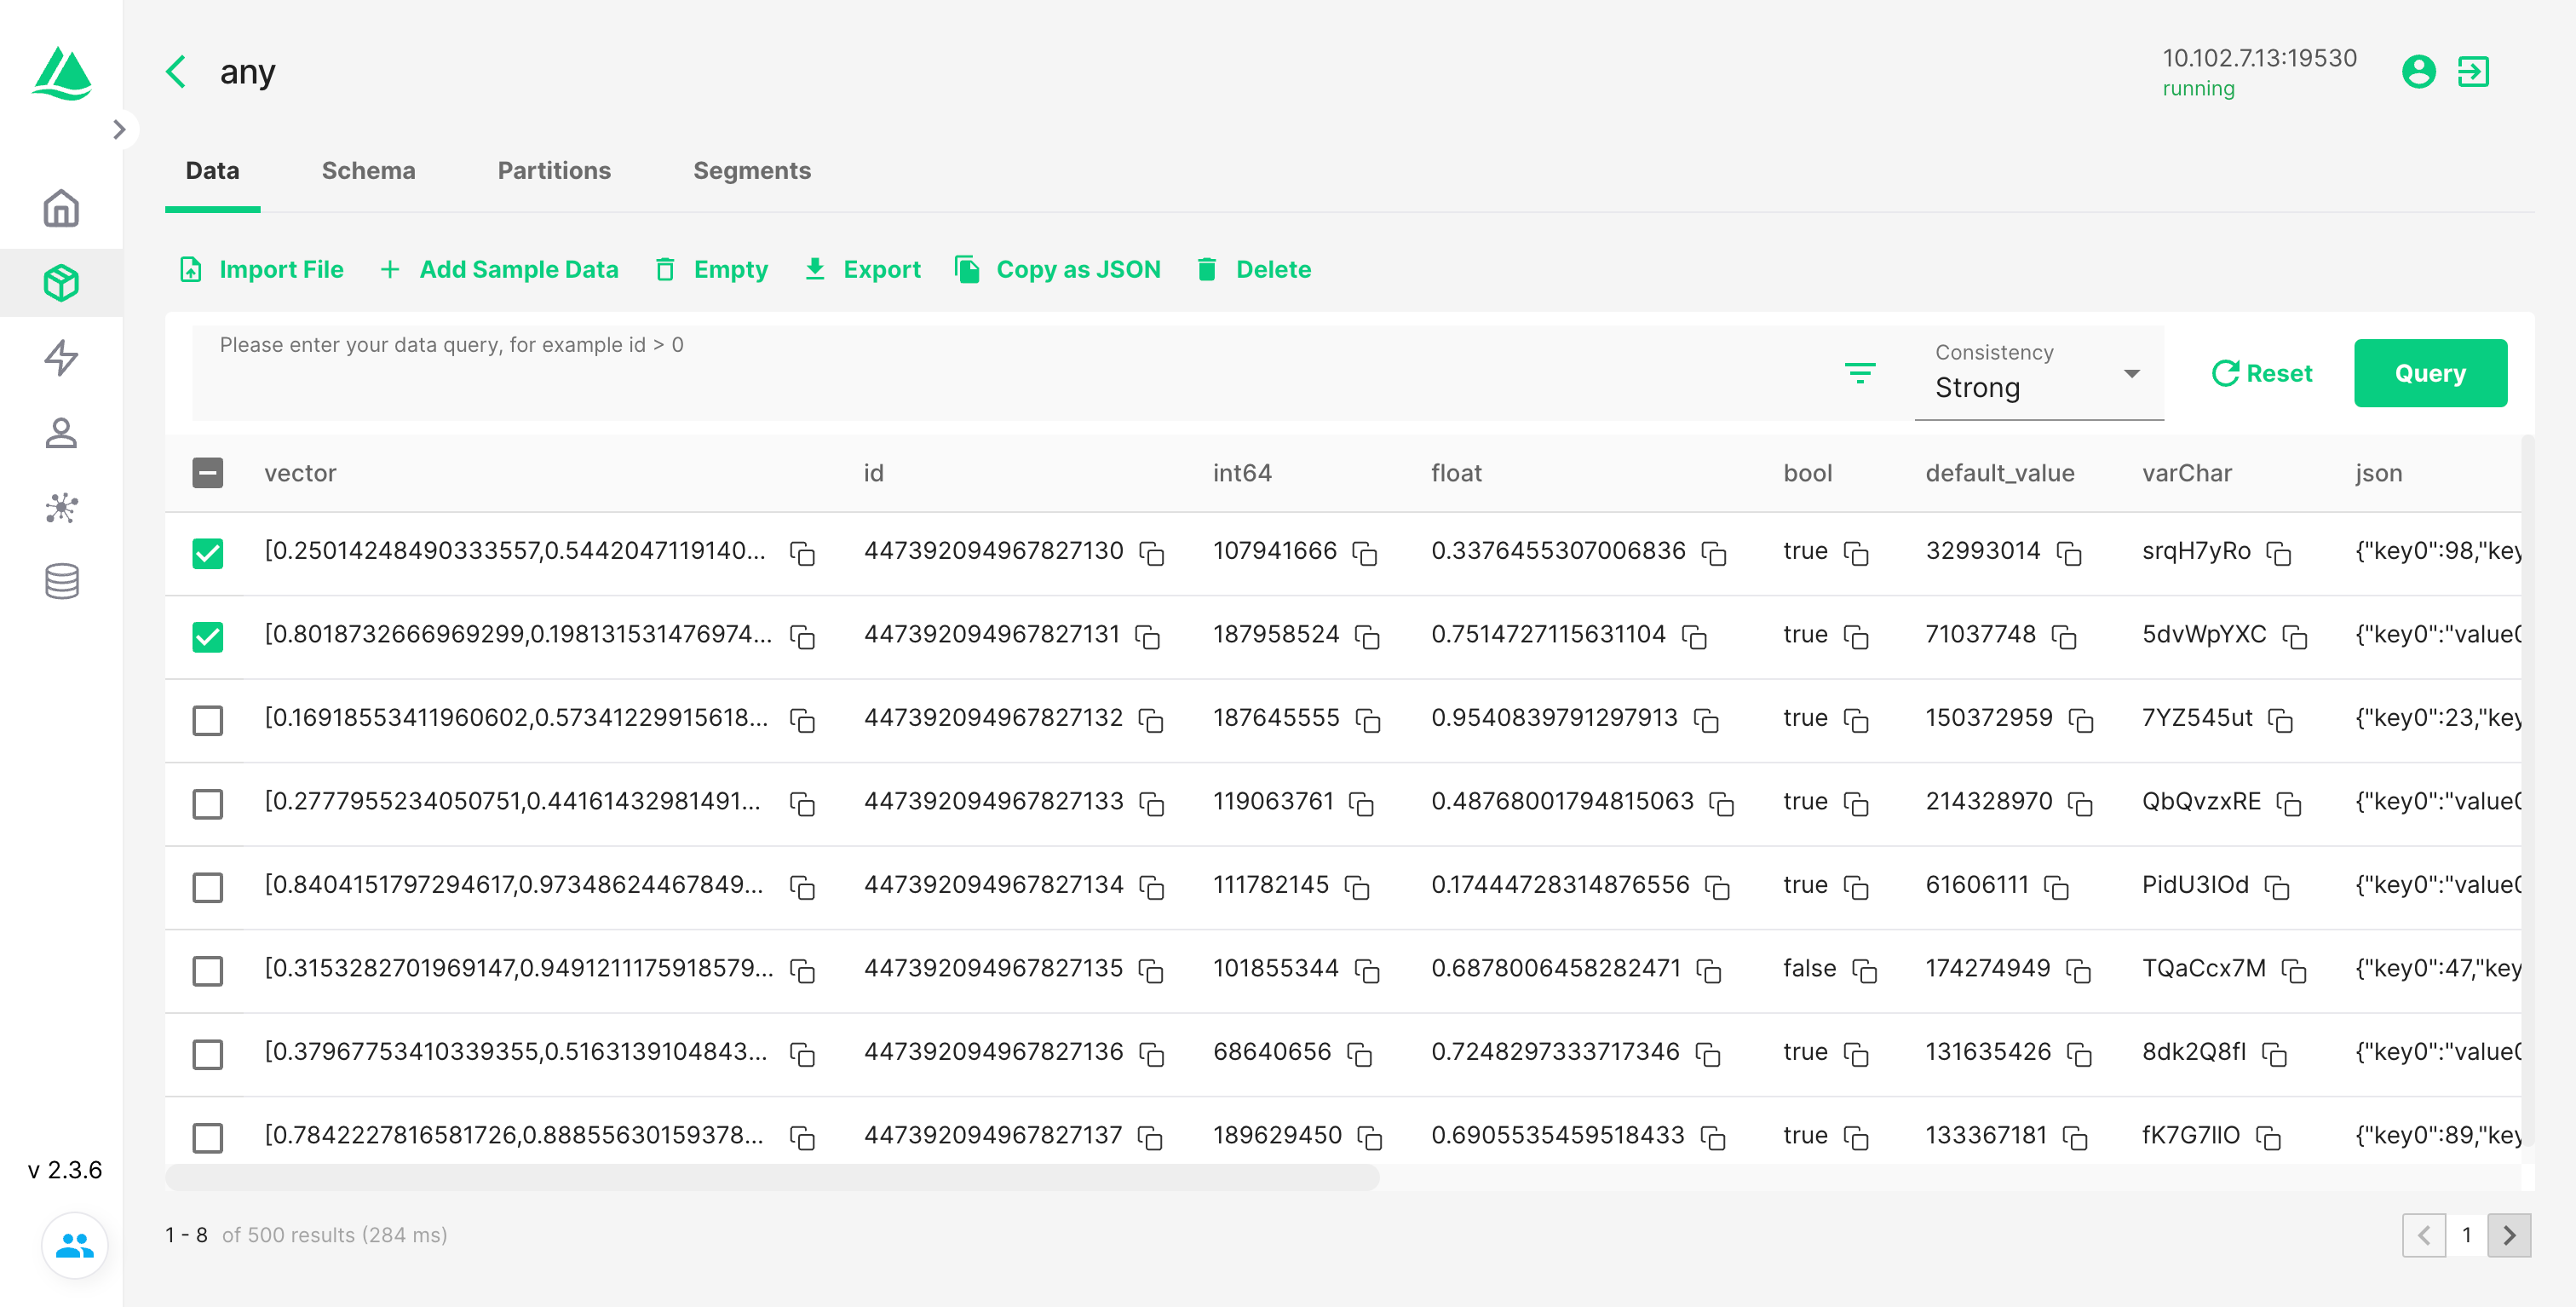 any
10.102.7.13:19530
running
Data Schema Partitions Segments
Import File Add Sample Data Empty Export Copy as JSON Delete
Please enter your data query, for example id > 0
Consistency
Strong
Reset
Query
vector id int64 float bool default_value varChar json
[0.25014248490333557,0.5442047119140... 447392094967827130 107941666 0.3376455307006836 true 32993014 srqH7yRo {"key0":98,"key
[0.8018732666969299,0.198131531476974... 447392094967827131 187958524 0.7514727115631104 true 71037748 5dvWpYXC {"key0":"value0
[0.16918553411960602,0.57341229915618... 447392094967827132 187645555 0.9540839791297913 true 150372959 7YZ545ut {"key0":23,"key
[0.2777955234050751,0.44161432981491... 447392094967827133 119063761 0.48768001794815063 true 214328970 QbQvzxRE {"key0":"value0
[0.8404151797294617,0.97348624467849... 447392094967827134 111782145 0.17444728314876556 true 61606111 PidU3IOd {"key0":"value0
[0.3153282701969147,0.9491211175918579... 447392094967827135 101855344 0.6878006458282471 false 174274949 TQaCcx7M {"key0":47,"key
[0.37967753410339355,0.5163139104843... 447392094967827136 68640656 0.7248297333717346 true 131635426 8dk2Q8fI {"key0":"value0
[0.7842227816581726,0.88855630159378... 447392094967827137 189629450 0.6905535459518433 true 133367181 fK7G7IlO {"key0":89,"key
v 2.3.6
1 - 8 of 500 results (284 ms)
1